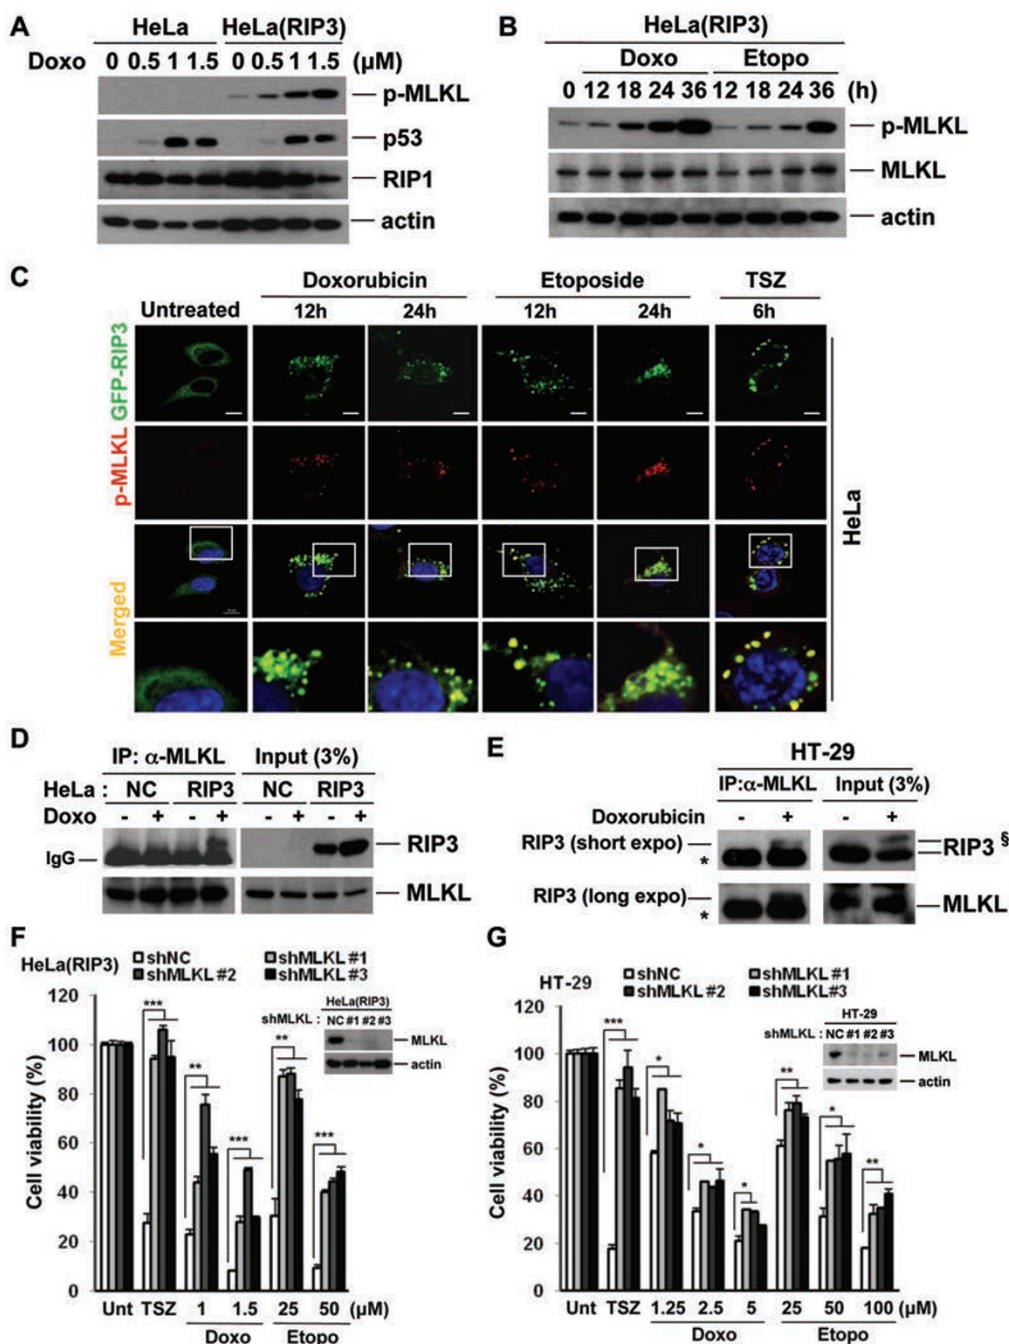 A
HeLa HeLa(RIP3)
Doxo 0 0.5 1 1.5 0 0.5 1 1.5 (μM)
p-MLKL
p53
RIP1
actin
B
HeLa(RIP3)
Doxo Etopo
0 12 18 24 36 12 18 24 36 (h)
p-MLKL
MLKL
actin
C
Doxorubicin Etoposide TSZ
Untreated 12h 24h 12h 24h 6h
GFP-RIP3
p-MLKL
Merged
HeLa
D
IP: α-MLKL Input (3%)
HeLa : NC RIP3 NC RIP3
Doxo - + - + - + - +
IgG RIP3
MLKL
E
HT-29
IP:α-MLKL Input (3%)
Doxorubicin - + - +
RIP3 (short expo) RIP3 §
*
RIP3 (long expo) MLKL
*
F
HeLa(RIP3)
shNC shMLKL #1
shMLKL #2 shMLKL #3
HeLa(RIP3)
shMLKL : NC #1 #2 #3
MLKL
actin
Cell viability (%)
120
100
80
60
40
20
0
*** ** *** ** ***
Unt TSZ 1 1.5 25 50 (μM)
Doxo Etopo
G
HT-29
shNC shMLKL #1
shMLKL #2 shMLKL#3
HT-29
shMLKL : NC #1 #2 #3
MLKL
actin
Cell viability (%)
120
100
80
60
40
20
0
*** * * * ** * **
Unt TSZ 1.25 2.5 5 25 50 100 (μM)
Doxo Etopo